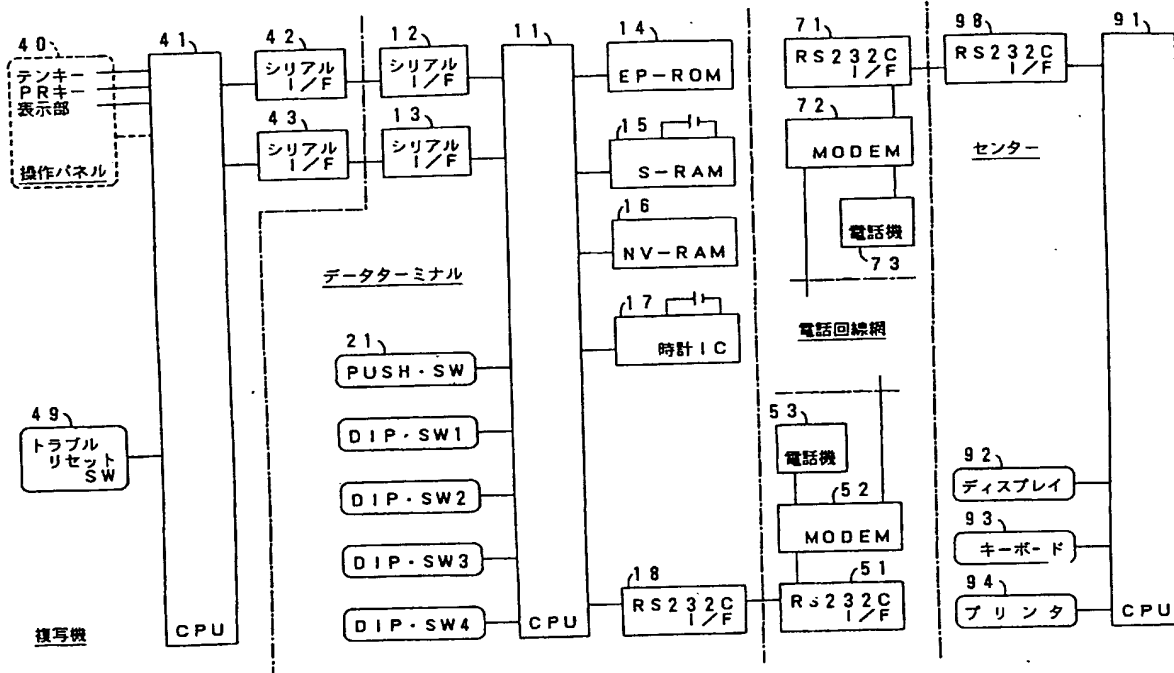 40
テンキー
PRキー
表示部
操作パネル
41
CPU
42
シリアル
I/F
43
シリアル
I/F
49
トラブル
リセット
SW
複写機
12
シリアル
I/F
13
シリアル
I/F
データターミナル
11
CPU
21
PUSH・SW
DIP・SW1
DIP・SW2
DIP・SW3
DIP・SW4
14
EP-ROM
15
S-RAM
16
NV-RAM
17
時計IC
18
RS232C
I/F
71
RS232C
I/F
72
MODEM
電話機
73
電話回線網
53
電話機
52
MODEM
51
RS232C
I/F
98
RS232C
I/F
センター
91
CPU
92
ディスプレイ
93
キーボード
94
プリンタ